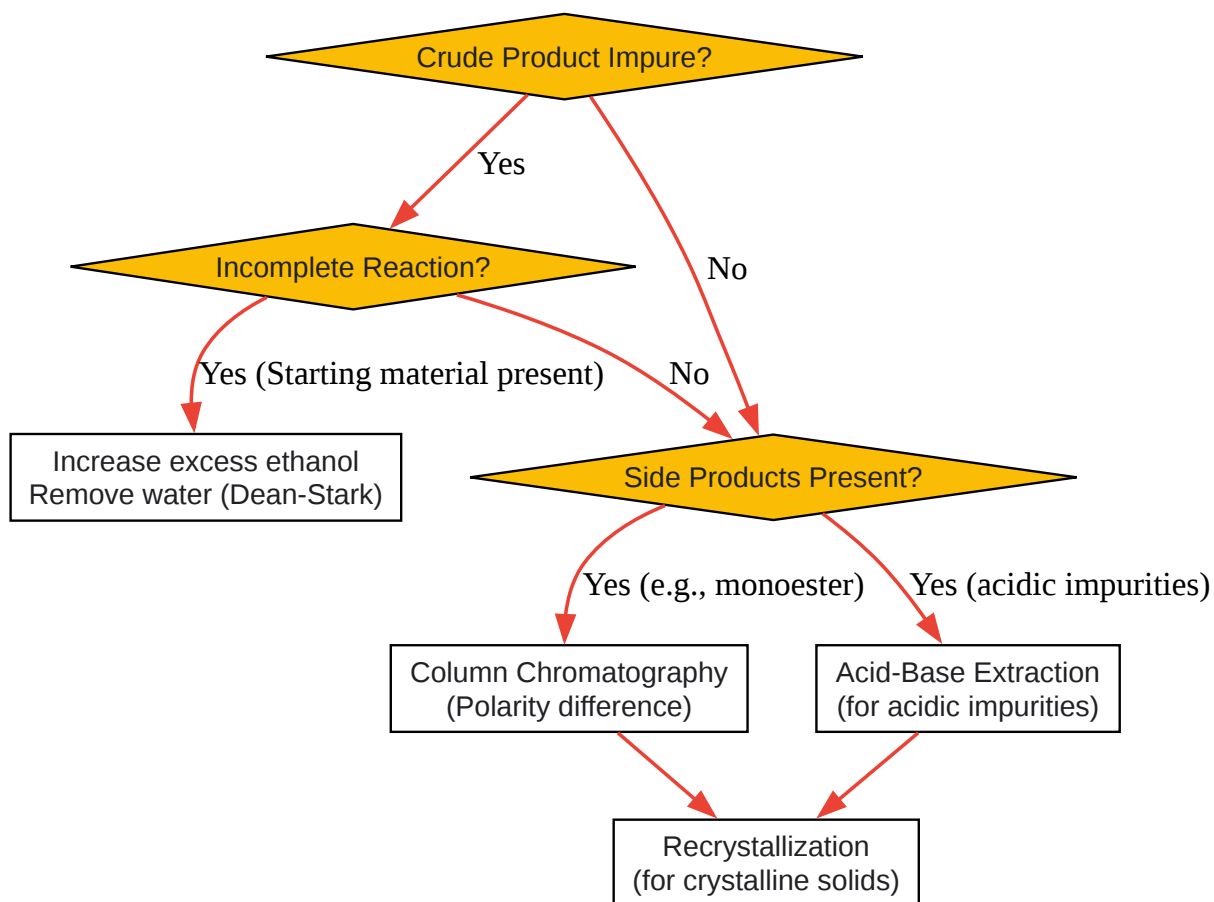 Crude Product Impure?
Yes
Incomplete Reaction?
No
Yes (Starting material present)
No
Increase excess ethanol
Remove water (Dean-Stark)
Side Products Present?
Yes (e.g., monoester)
Yes (acidic impurities)
Column Chromatography
(Polarity difference)
Acid-Base Extraction
(for acidic impurities)
Recrystallization
(for crystalline solids)